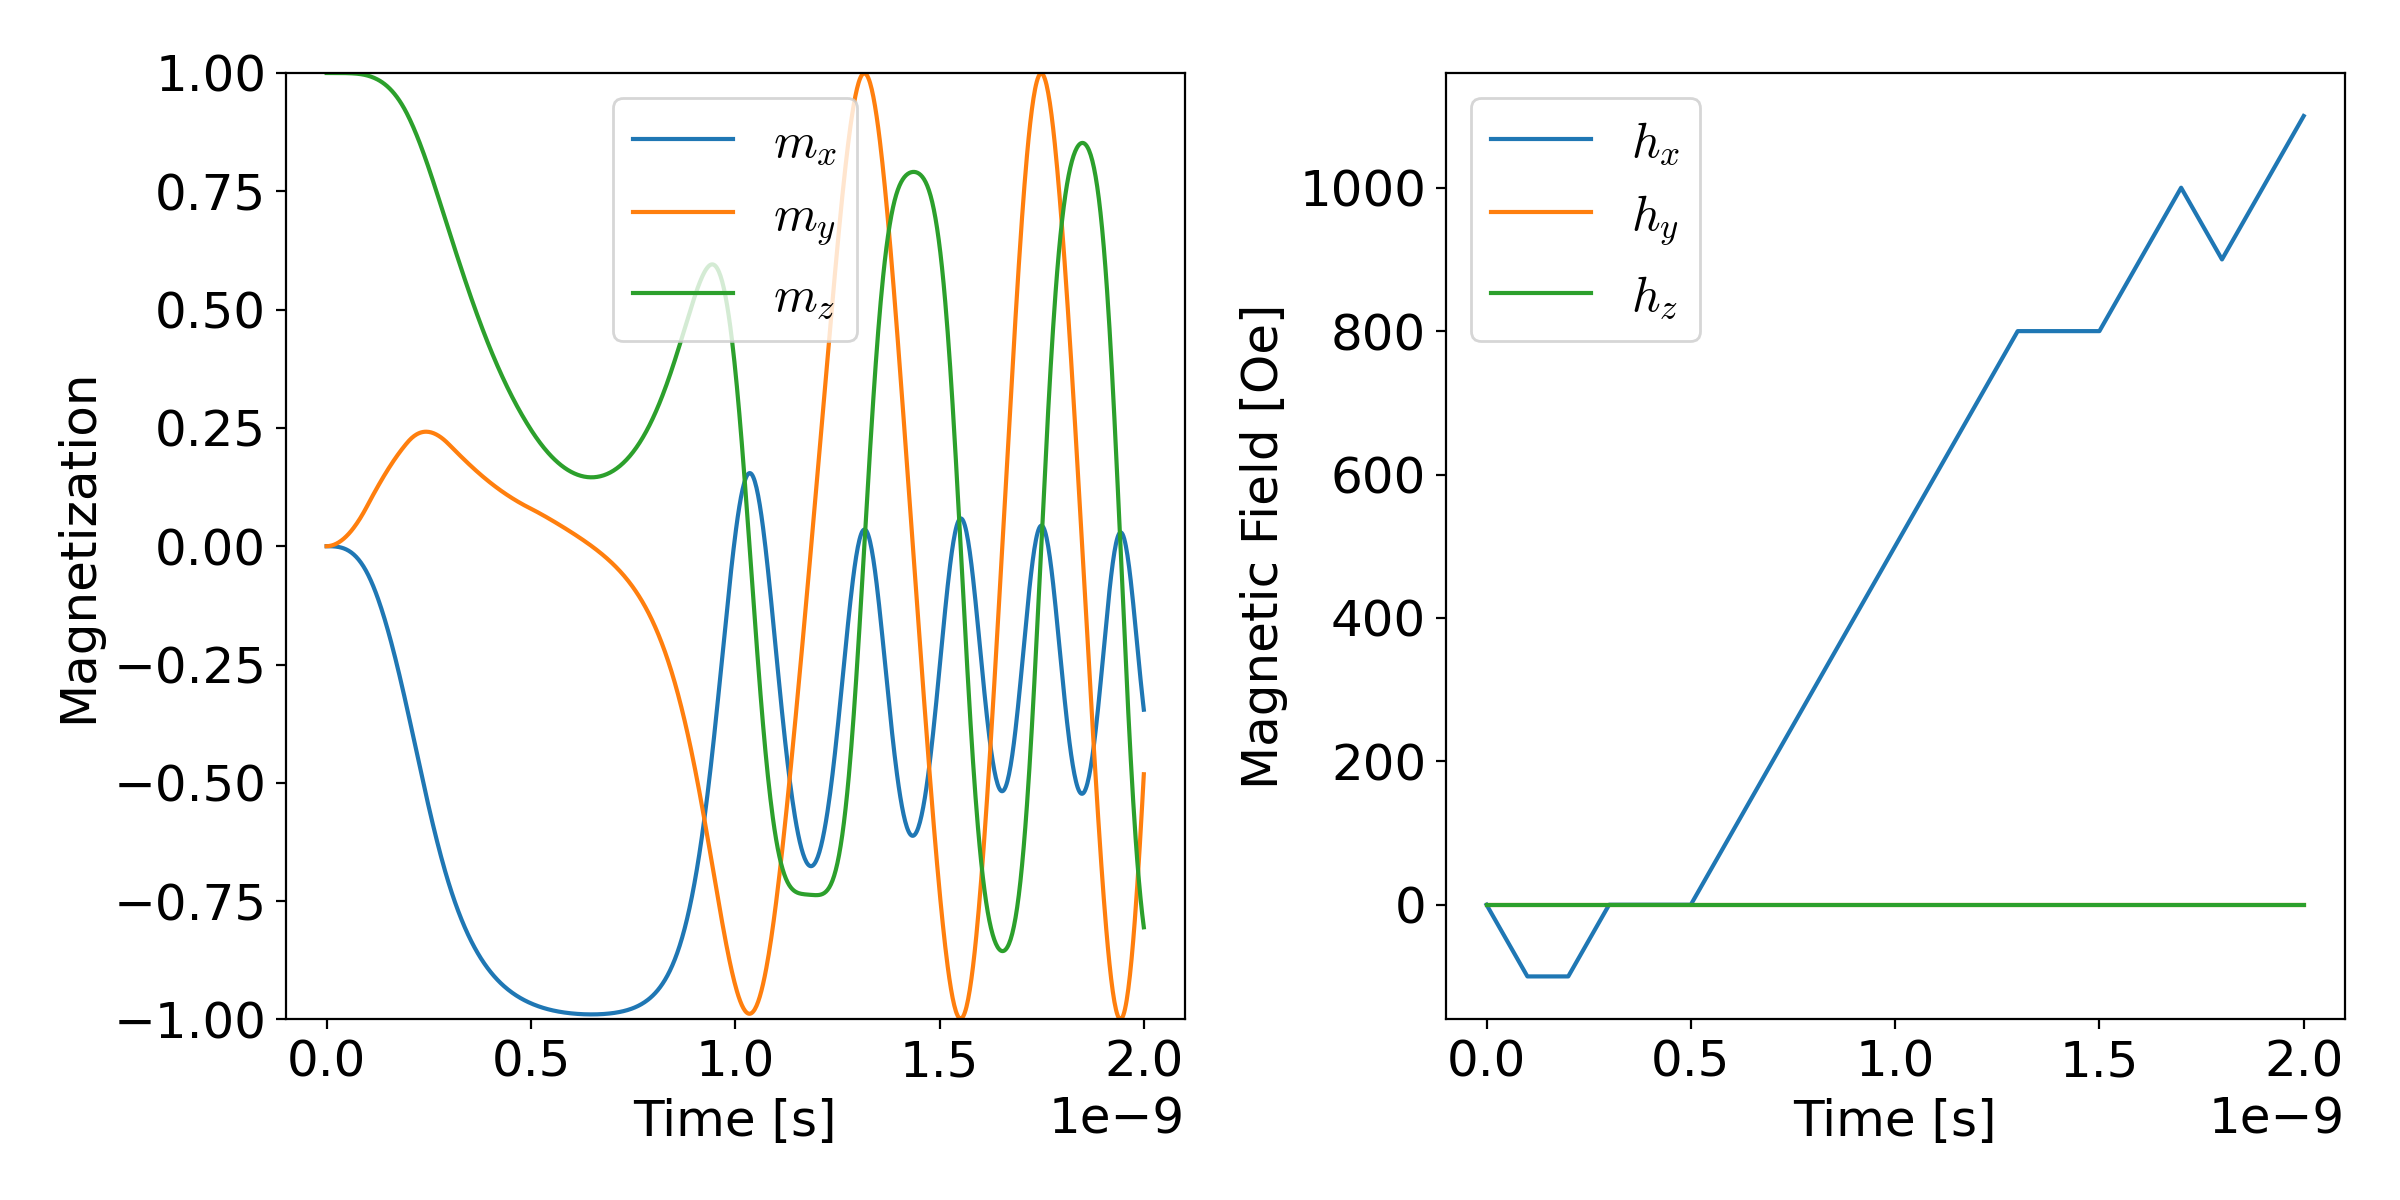 Magnetization
1.00
0.75
0.50
0.25
0.00
−0.25
−0.50
−0.75
−1.00
m_x
m_y
m_z
0.0 0.5 1.0 1.5 2.0
Time [s]
1e−9
Magnetic Field [Oe]
1000
800
600
400
200
0
h_x
h_y
h_z
0.0 0.5 1.0 1.5 2.0
Time [s]
1e−9